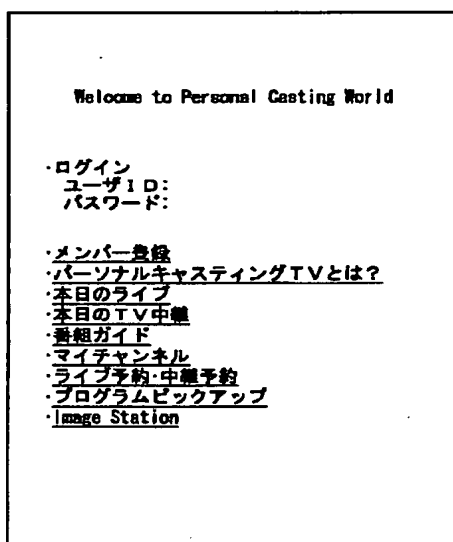 Welcome to Personal Casting World
・ログイン
ユーザID:
パスワード:
・メンバー登録
・パーソナルキャスティングTVとは?
・本日のライブ
・本日のTV中継
・番組ガイド
・マイチャンネル
・ライブ予約・中継予約
・プログラムピックアップ
・Image Station